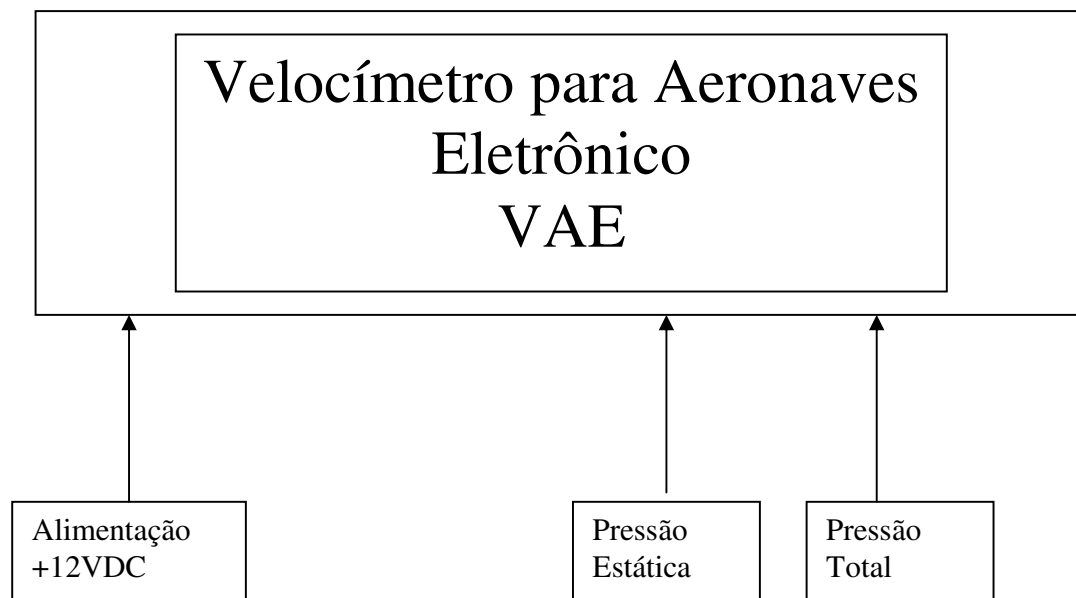 Velocímetro para Aeronaves
Eletrônico
VAE
Alimentação
+12VDC
Pressão
Estática
Pressão
Total